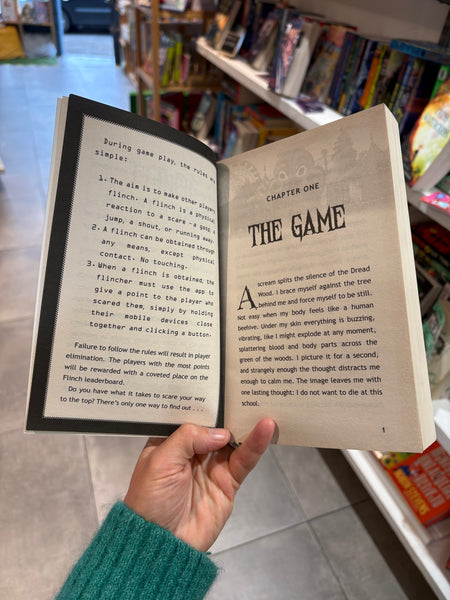 During game play, the rules are
simple:
1. The aim is to make other players
flinch. A flinch is a physical
reaction to a scare – a gasp, a
jump, a shout, or running away.
2. A flinch can be obtained through
any means, except physical
contact. No touching.
3. When a flinch is obtained, the
flincher must use the app to
give a point to the player who
scared them, simply by holding
their mobile devices close
together and clicking a button.
Failure to follow the rules will result in player
elimination. The players with the most points
will be rewarded with a coveted place on the
Flinch leaderboard.
Do you have what it takes to scare your way
to the top? There's only one way to find out . . .
CHAPTER ONE
THE GAME
A scream splits the silence of the Dread
Wood. I brace myself against the tree
behind me and force myself to be still.
Not easy when my body feels like a human
beehive. Under my skin everything is buzzing,
vibrating, like I might explode at any moment,
splattering blood and body parts across the
green of the woods. I picture it for a second,
and strangely enough the thought distracts me
enough to calm me. The image leaves me with
one lasting thought: I do not want to die at this
school.
1